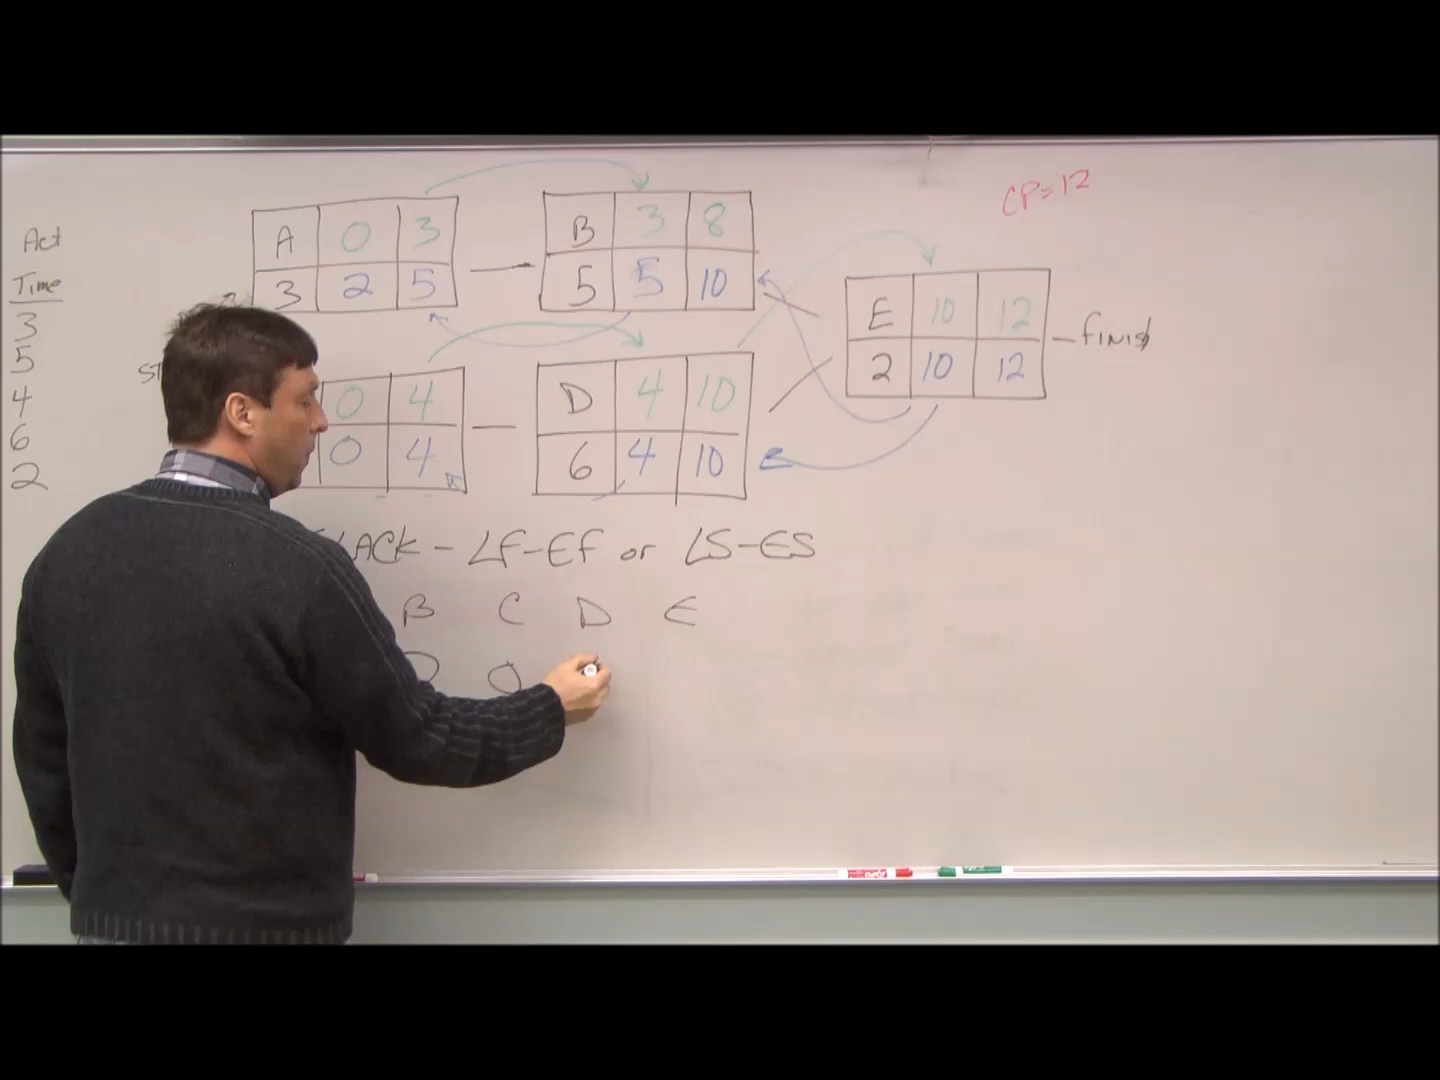 CP=12
Act
Time
3
5
4
6
2
A 0 3
3 2 5
B 3 8
5 5 10
E 10 12
2 10 12
FINISH
ST
0 4
0 4
D 4 10
6 4 10
LACK - LF-EF or LS-ES
B C D E
0